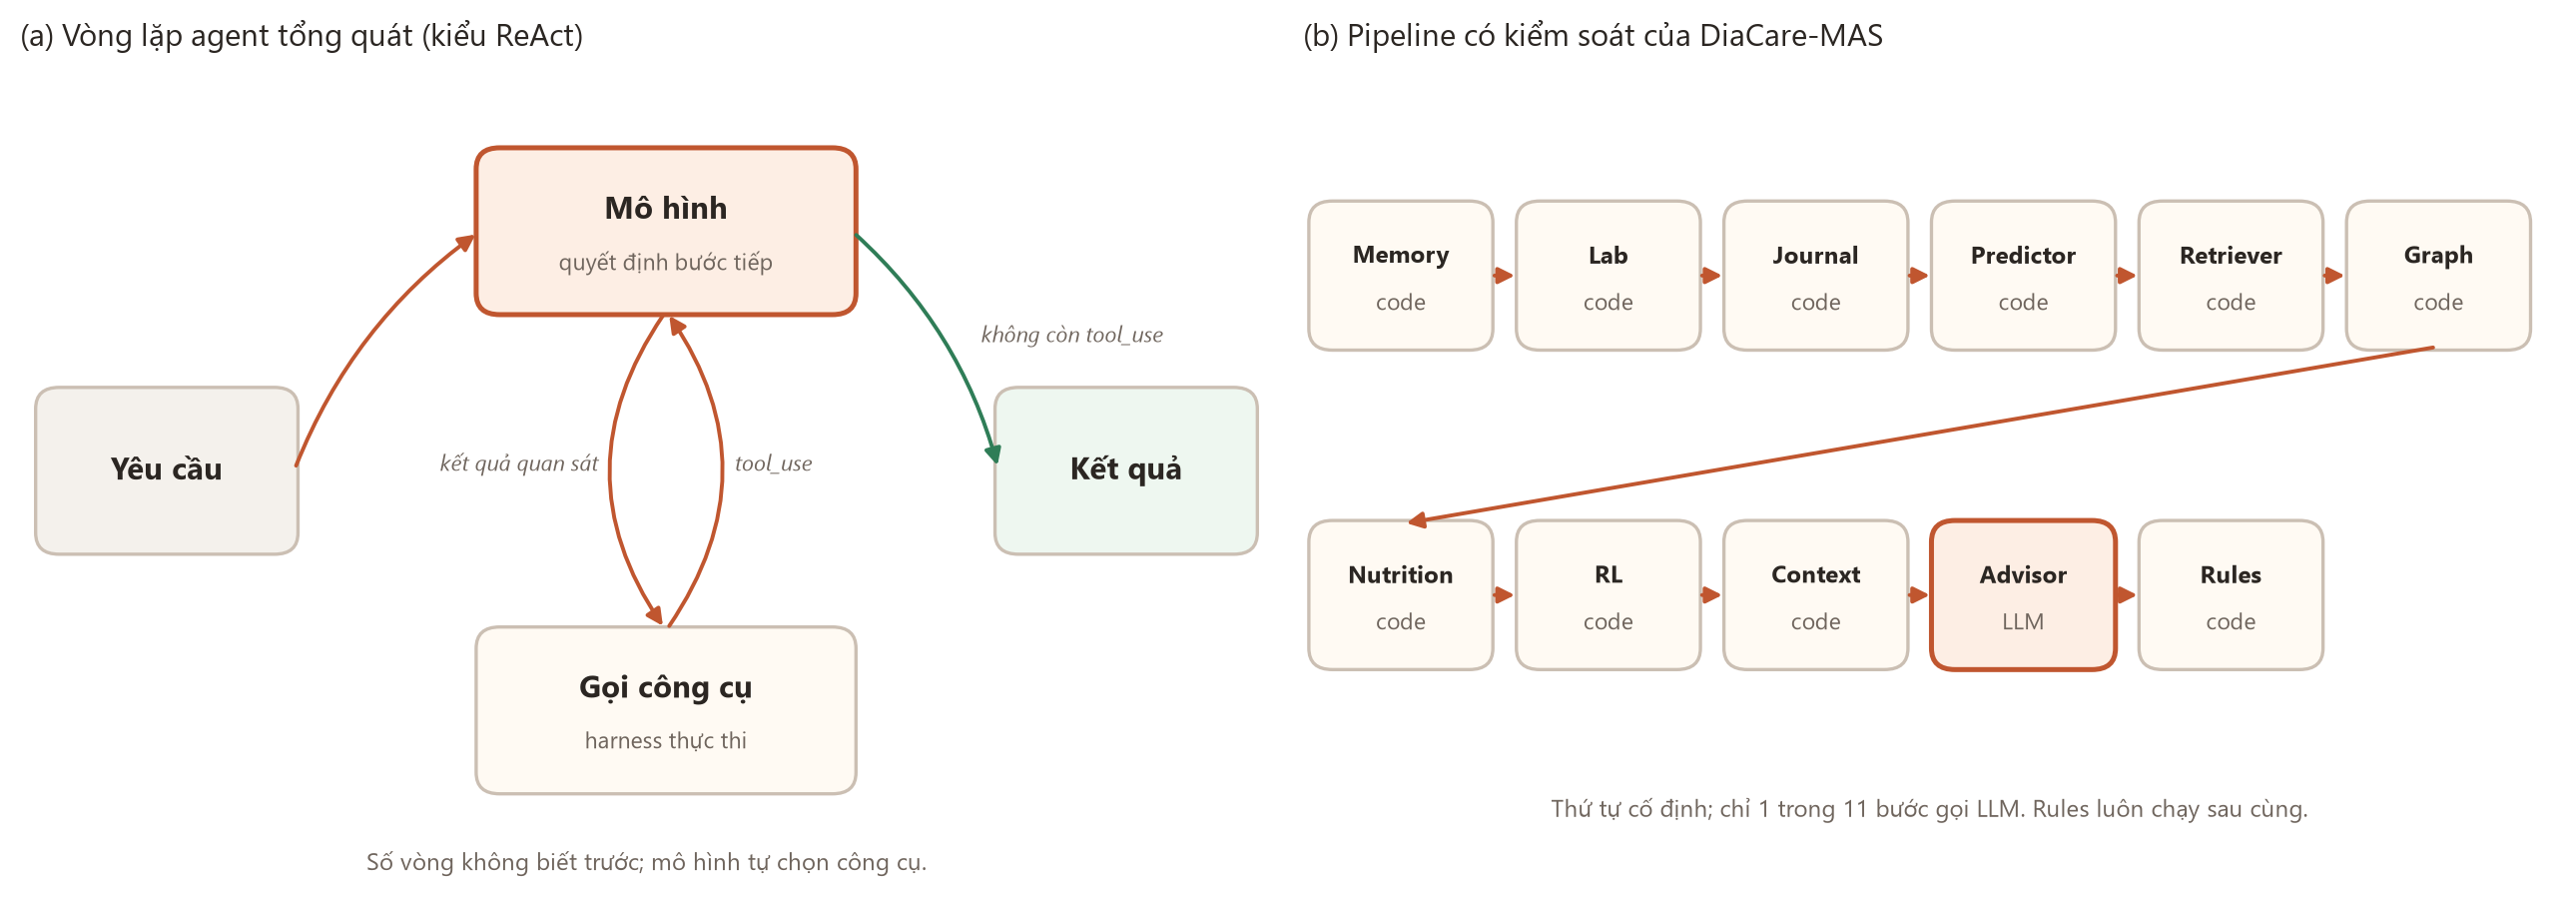 (a) Vòng lặp agent tổng quát (kiểu ReAct)
Mô hình
quyết định bước tiếp
không còn tool_use
Yêu cầu
kết quả quan sát
tool_use
Kết quả
Gọi công cụ
harness thực thi
Số vòng không biết trước; mô hình tự chọn công cụ.
(b) Pipeline có kiểm soát của DiaCare-MAS
Memory
code
Lab
code
Journal
code
Predictor
code
Retriever
code
Graph
code
Nutrition
code
RL
code
Context
code
Advisor
LLM
Rules
code
Thứ tự cố định; chỉ 1 trong 11 bước gọi LLM. Rules luôn chạy sau cùng.